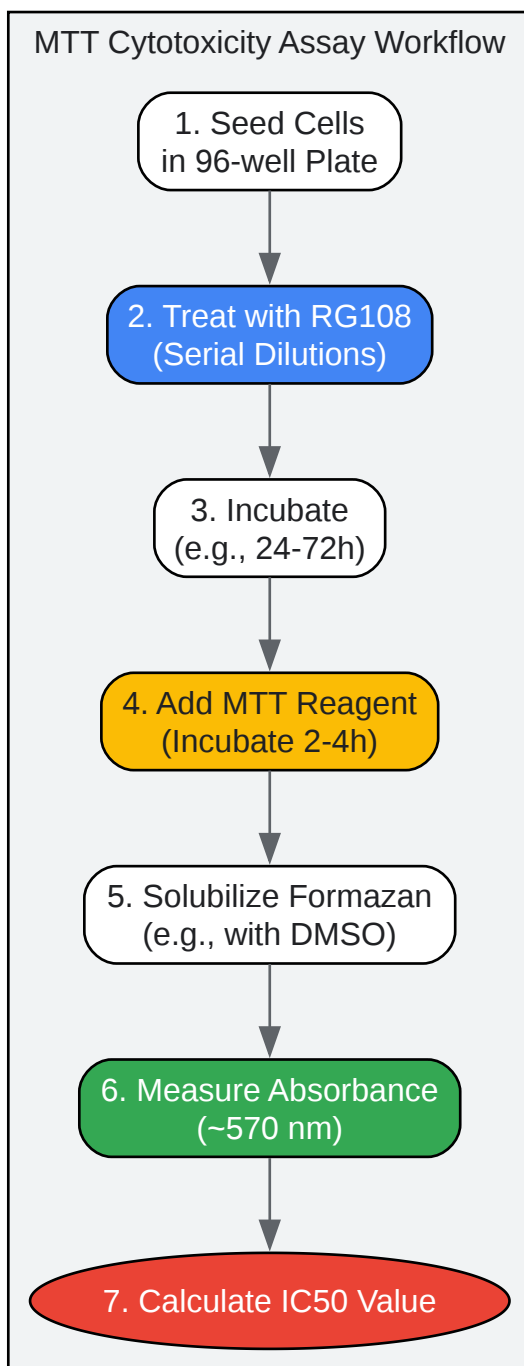 MTT Cytotoxicity Assay Workflow
1. Seed Cells
in 96-well Plate
2. Treat with RG108
(Serial Dilutions)
3. Incubate
(e.g., 24-72h)
4. Add MTT Reagent
(Incubate 2-4h)
5. Solubilize Formazan
(e.g., with DMSO)
6. Measure Absorbance
(~570 nm)
7. Calculate IC50 Value